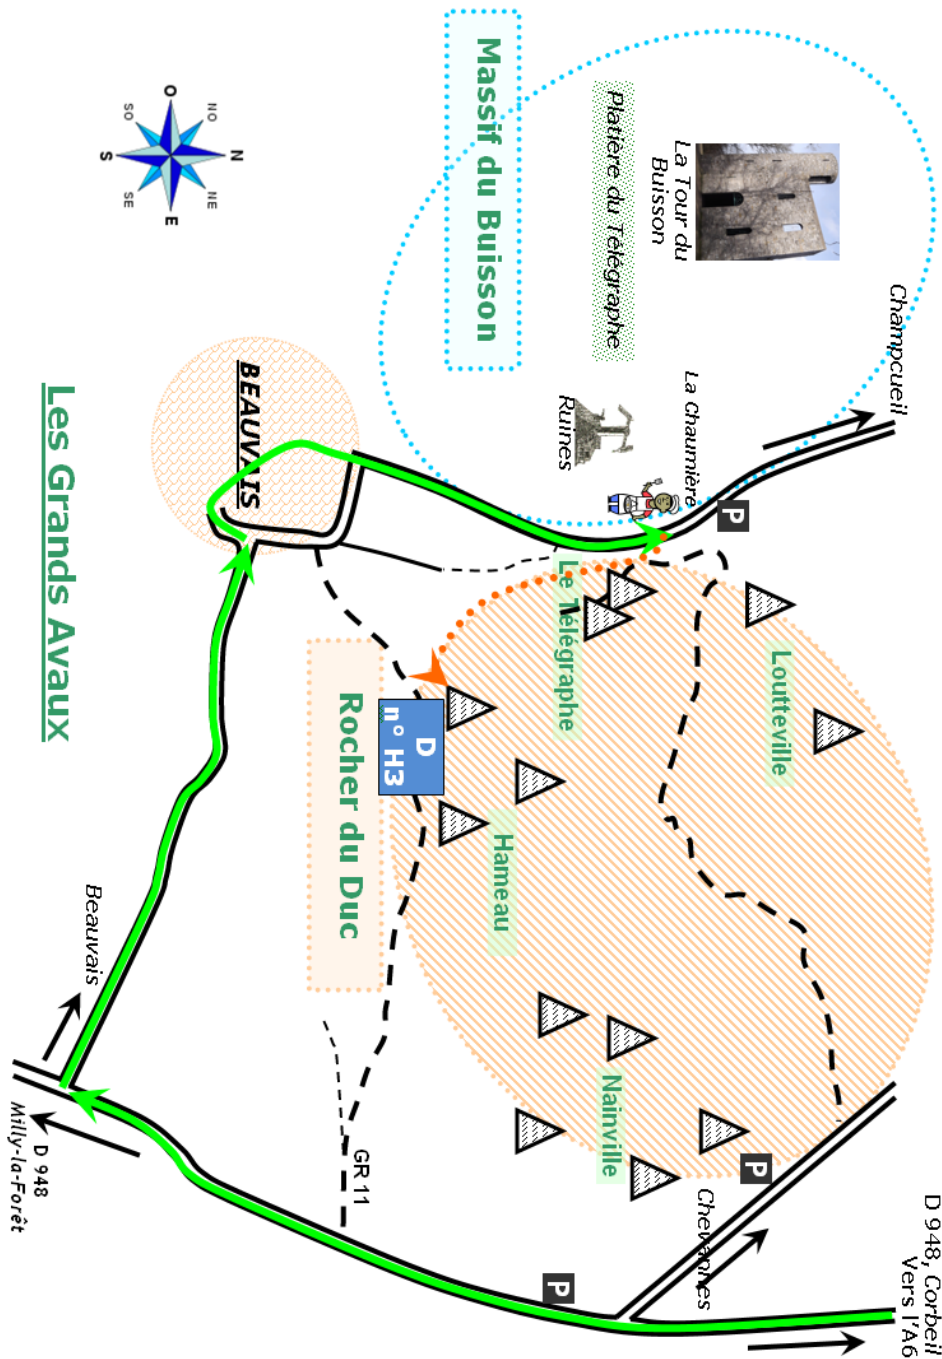 D 948, Corbeil
Vers l'A6
Champcueil
La Tour du
Buisson
Platière du Télégraphe
La Chaumière
Ruines
Massif du Buisson
P
Loutteville
Le Télégraphe
P
Chevannes
Nainville
Hameau
D
n° H3
Rocher du Duc
P
GR 11
BEAUVAIS
N
NO
NE
O
E
SO
SE
S
Beauvais
D 948
Milly-la-Forêt
Les Grands Avaux